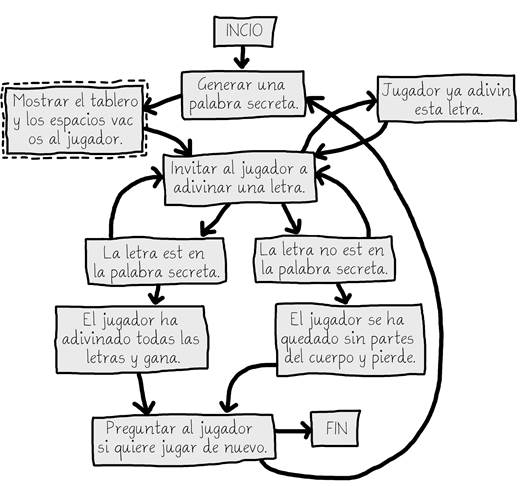 INCIO
Generar una
palabra secreta.
Mostrar el tablero
y los espacios vac
os al jugador.
Jugador ya adivin
esta letra.
Invitar al jugador a
adivinar una letra.
La letra est en
la palabra secreta.
La letra no est en
la palabra secreta.
El jugador ha
adivinado todas las
letras y gana.
El jugador se ha
quedado sin partes
del cuerpo y pierde.
Preguntar al jugador
si quiere jugar de nuevo.
FIN